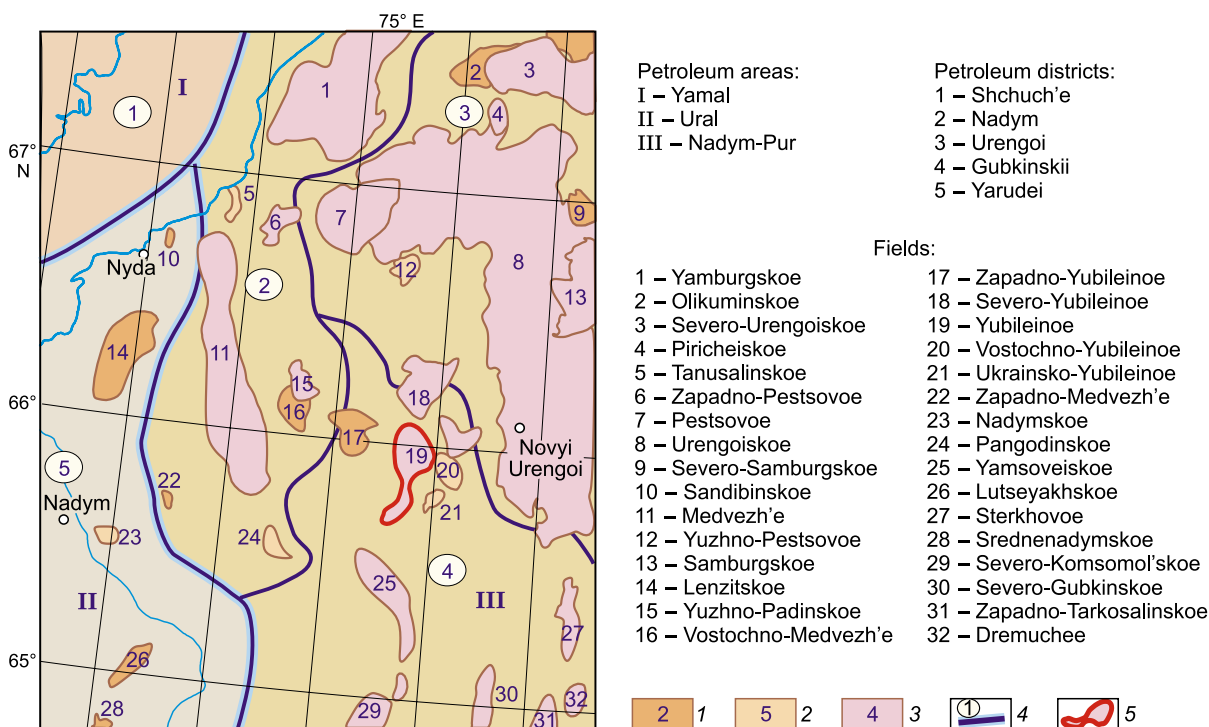 75° E
67°
N
66°
65°
I
II
III
1
2
3
4
5
Nyda
Nadym
Novyi
Urengoi
1
2
3
4
5
6
7
8
9
10
11
12
13
14
15
16
17
18
19
20
21
22
23
24
25
26
27
28
29
30
31
32
Petroleum areas:
I – Yamal
II – Ural
III – Nadym-Pur
Petroleum districts:
1 – Shchuch'e
2 – Nadym
3 – Urengoi
4 – Gubkinskii
5 – Yarudei
Fields:
1 – Yamburgskoe
2 – Olikuminskoe
3 – Severo-Urengoiskoe
4 – Piricheiskoe
5 – Tanusalinskoe
6 – Zapadno-Pestsovoe
7 – Pestsovoe
8 – Urengoiskoe
9 – Severo-Samburgskoe
10 – Sandibinskoe
11 – Medvezh'e
12 – Yuzhno-Pestsovoe
13 – Samburgskoe
14 – Lenzitskoe
15 – Yuzhno-Padinskoe
16 – Vostochno-Medvezh'e
17 – Zapadno-Yubileinoe
18 – Severo-Yubileinoe
19 – Yubileinoe
20 – Vostochno-Yubileinoe
21 – Ukrainsko-Yubileinoe
22 – Zapadno-Medvezh'e
23 – Nadymskoe
24 – Pangodinskoe
25 – Yamsoveiskoe
26 – Lutseyakhskoe
27 – Sterkhovoe
28 – Srednenadymskoe
29 – Severo-Komsomol'skoe
30 – Severo-Gubkinskoe
31 – Zapadno-Tarkosalinskoe
32 – Dremuchee
2 1
5 2
4 3
1 4
5